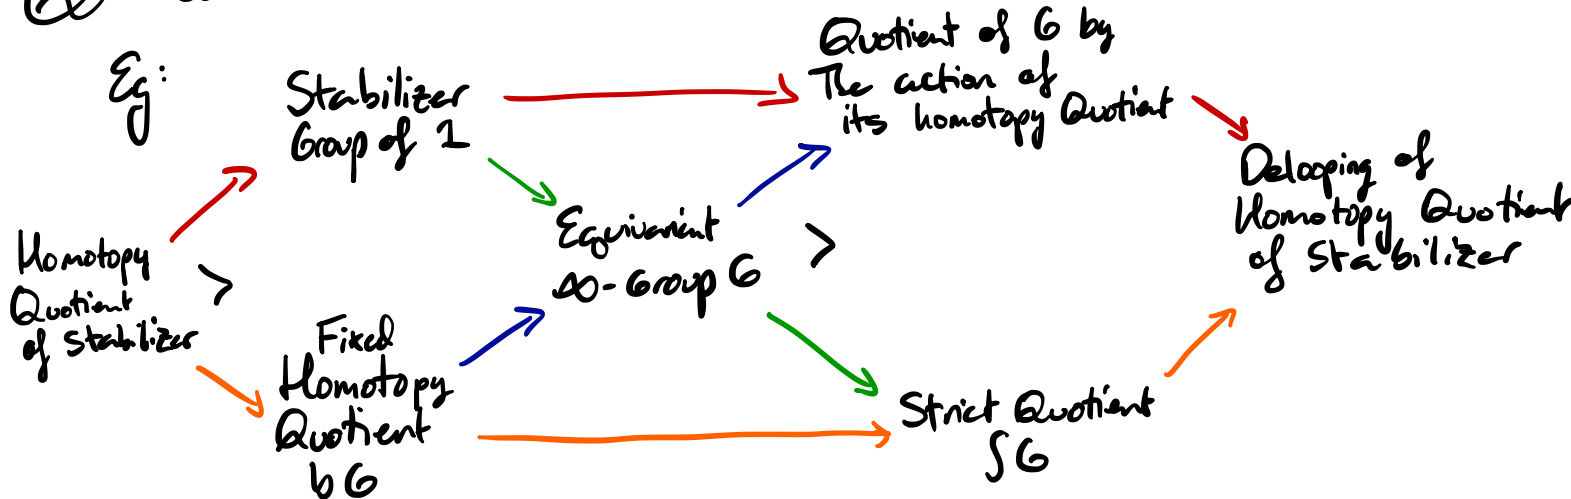 Eg:
Stabilizer
Group of 1
Quotient of G by
The action of
its homotopy Quotient
Delooping of
Homotopy Quotient
of Stabilizer
Equivariant
∞-Group G
>
Homotopy
Quotient
of Stabilizer
>
Fixed
Homotopy
Quotient
♭G
Strict Quotient
ʃG